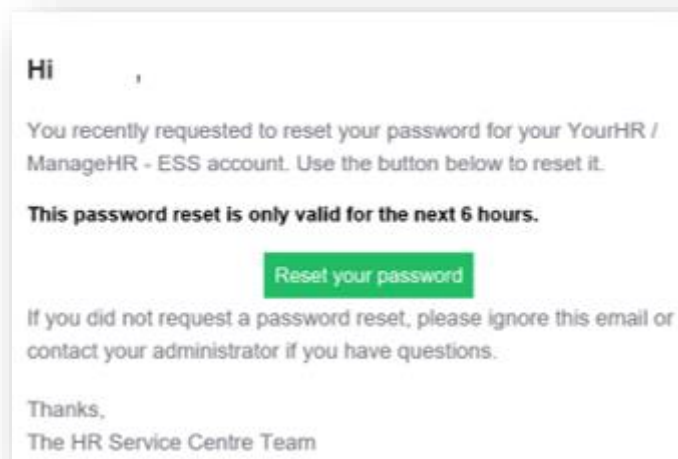 Hi ,
You recently requested to reset your password for your YourHR /
ManageHR - ESS account. Use the button below to reset it.
This password reset is only valid for the next 6 hours.
Reset your password
If you did not request a password reset, please ignore this email or
contact your administrator if you have questions.
Thanks,
The HR Service Centre Team